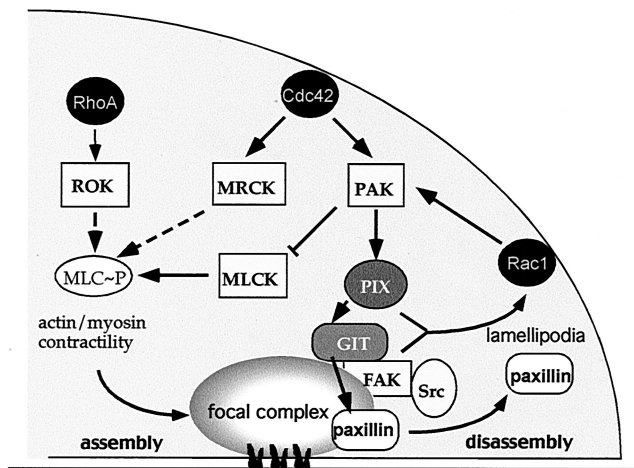 Cdc42
RhoA
ROK
MRCK
PAK
Rac1
MLC~P
MLCK
PIX
actin/myosin
contractility
GIT
lamellipodia
FAK
Src
paxillin
focal complex
paxillin
assembly
disassembly